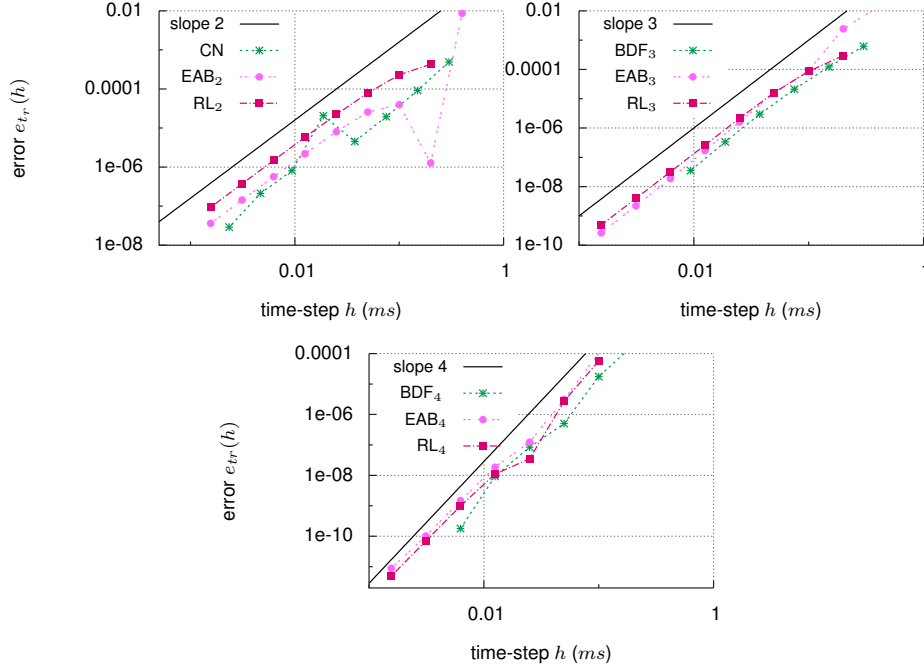 0.01
0.0001
1e-06
1e-08
error e_tr(h)
slope 2
CN
EAB₂
RL₂
0.01
1
time-step h (ms)
0.01
0.0001
1e-06
1e-08
1e-10
slope 3
BDF₃
EAB₃
RL₃
0.01
1
time-step h (ms)
0.0001
1e-06
1e-08
1e-10
error e_tr(h)
slope 4
BDF₄
EAB₄
RL₄
0.01
1
time-step h (ms)